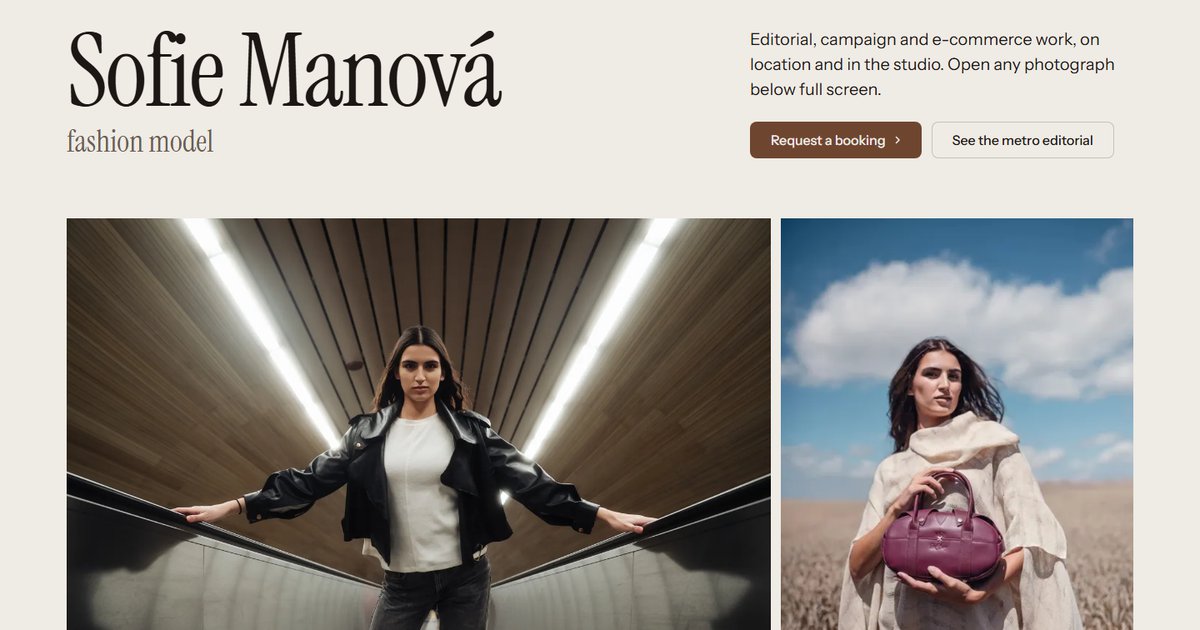 Sofie Manová
fashion model
Editorial, campaign and e-commerce work, on
location and in the studio. Open any photograph
below full screen.
Request a booking
See the metro editorial